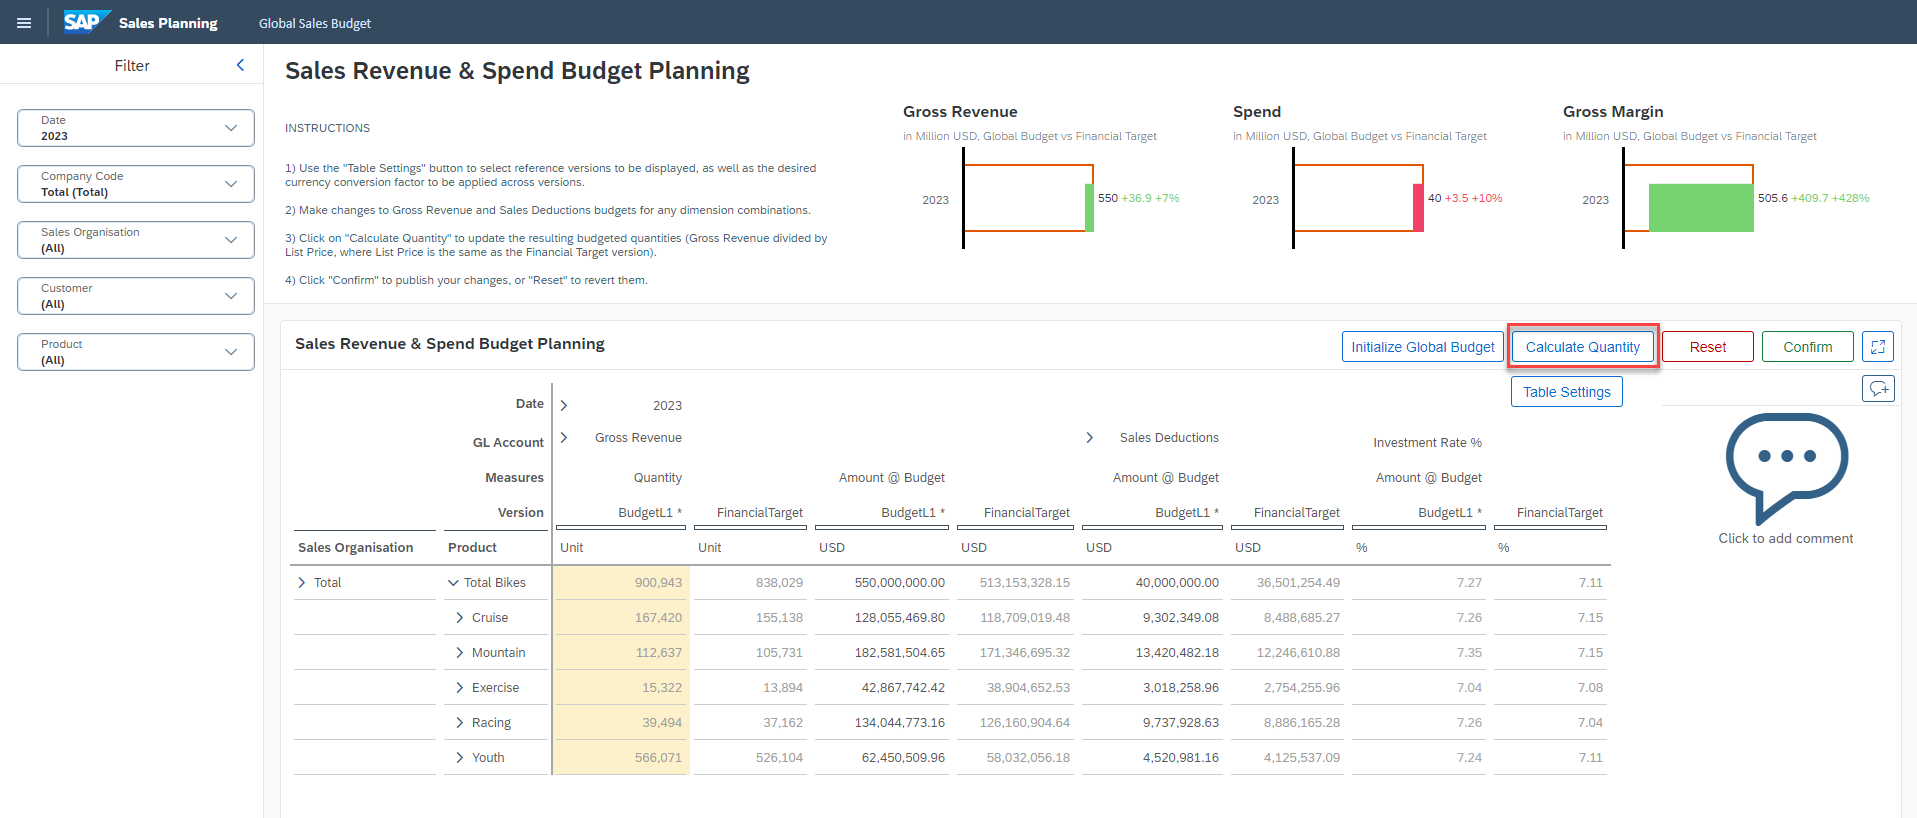 SAP Sales Planning Global Sales Budget
Filter
Date
2023
Company Code
Total (Total)
Sales Organisation
(All)
Customer
(All)
Product
(All)
Sales Revenue & Spend Budget Planning
INSTRUCTIONS
1) Use the "Table Settings" button to select reference versions to be displayed, as well as the desired
currency conversion factor to be applied across versions.
2) Make changes to Gross Revenue and Sales Deductions budgets for any dimension combinations.
3) Click on "Calculate Quantity" to update the resulting budgeted quantities (Gross Revenue divided by
List Price, where List Price is the same as the Financial Target version).
4) Click "Confirm" to publish your changes, or "Reset" to revert them.
Gross Revenue
in Million USD, Global Budget vs Financial Target
2023 550 +36.9 +7%
Spend
in Million USD, Global Budget vs Financial Target
2023 40 +3.5 +10%
Gross Margin
in Million USD, Global Budget vs Financial Target
2023 505.6 +409.7 +428%
Sales Revenue & Spend Budget Planning
Initialize Global Budget Calculate Quantity Reset Confirm
Table Settings
Date 2023
GL Account Gross Revenue Sales Deductions Investment Rate %
Measures Quantity Amount @ Budget Amount @ Budget Amount @ Budget
Version BudgetL1 * FinancialTarget BudgetL1 * FinancialTarget BudgetL1 * FinancialTarget BudgetL1 * FinancialTarget
Sales Organisation Product Unit Unit USD USD USD USD % %
Total Total Bikes 900,943 838,029 550,000,000.00 513,153,328.15 40,000,000.00 36,501,254.49 7.27 7.11
Cruise 167,420 155,138 128,055,469.80 118,709,019.48 9,302,349.08 8,488,685.27 7.26 7.15
Mountain 112,637 105,731 182,581,504.65 171,346,695.32 13,420,482.18 12,246,610.88 7.35 7.15
Exercise 15,322 13,894 42,867,742.42 38,904,652.53 3,018,258.96 2,754,255.96 7.04 7.08
Racing 39,494 37,162 134,044,773.16 126,160,904.64 9,737,928.63 8,886,165.28 7.26 7.04
Youth 566,071 526,104 62,450,509.96 58,032,056.18 4,520,981.16 4,125,537.09 7.24 7.11
Click to add comment